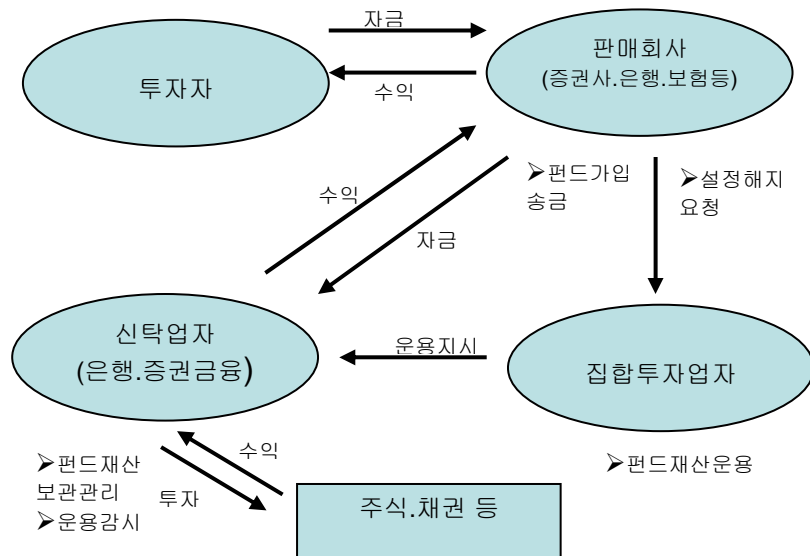 자금
판매회사
(증권사.은행.보험등)
투자자
수익
수익
➢펀드가입
송금
➢설정해지
요청
자금
신탁업자
(은행.증권금융)
운용지시
집합투자업자
수익
➢펀드재산
보관관리
➢운용감시
투자
➢펀드재산운용
주식.채권 등